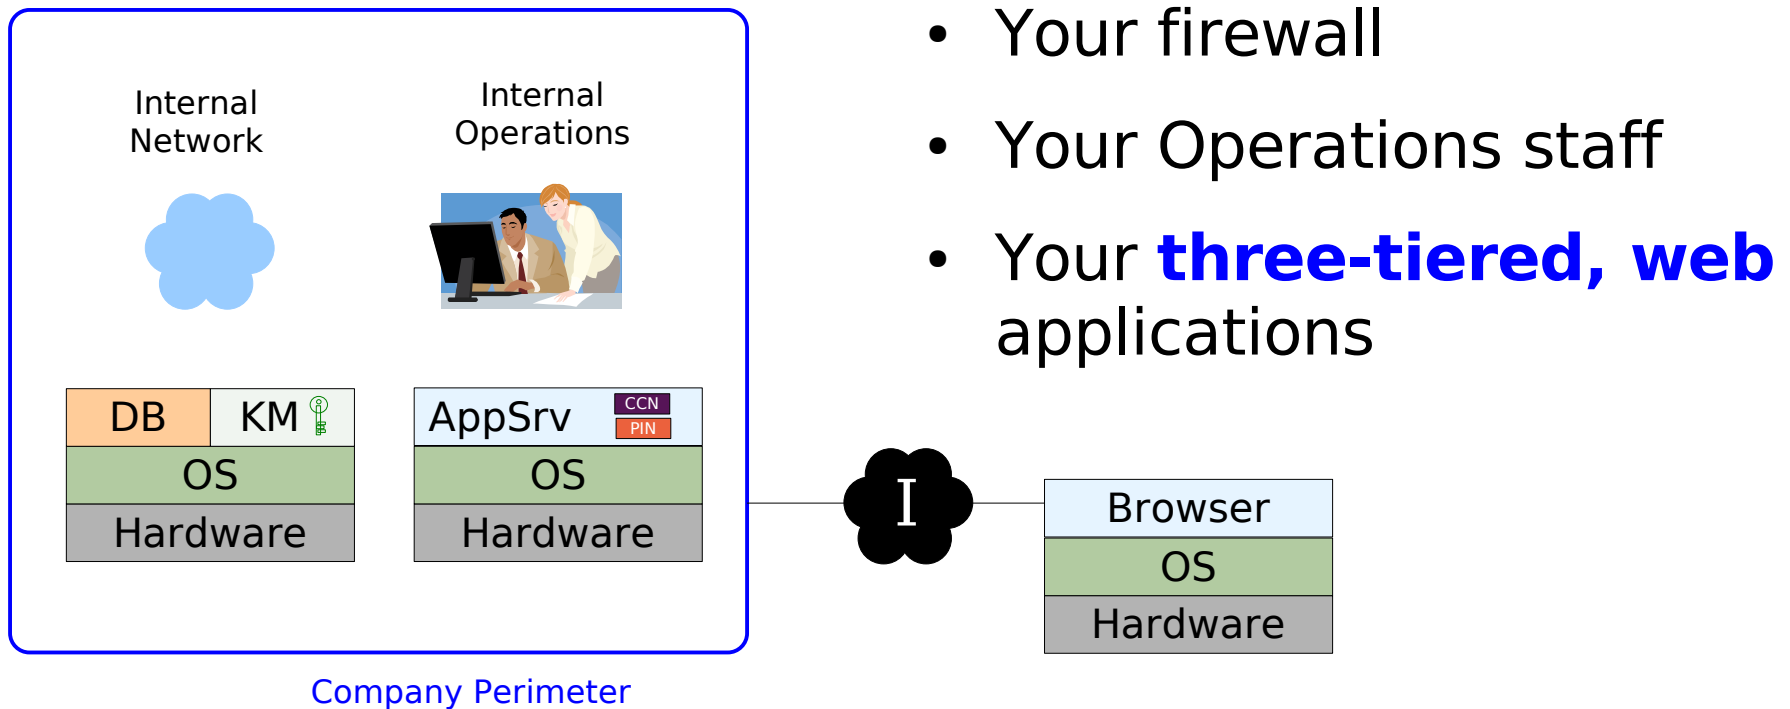 Internal
Network
Internal
Operations
DB
KM
OS
Hardware
AppSrv
CCN
PIN
OS
Hardware
Company Perimeter
I
• Your firewall
• Your Operations staff
• Your three-tiered, web
applications
Browser
OS
Hardware